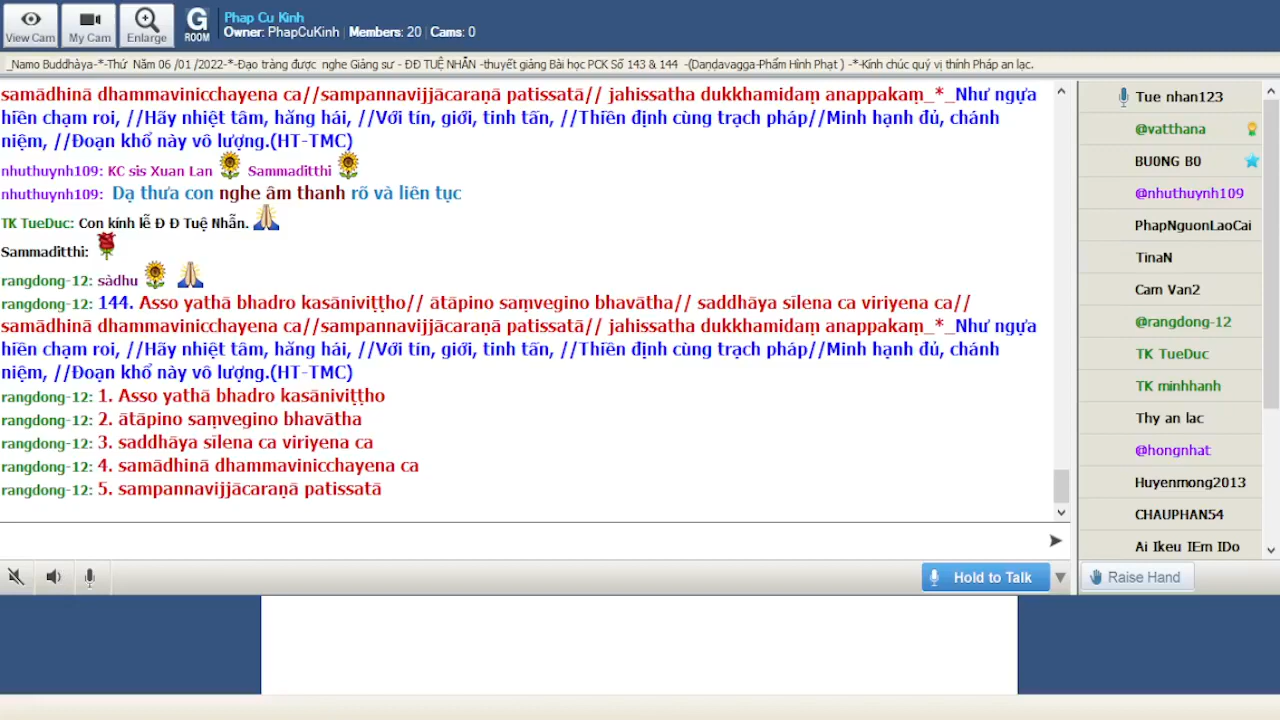 View Cam
My Cam
Enlarge
G
ROOM
Phap Cu Kinh
Owner: PhapCuKinh | Members: 20 | Cams: 0
_Namo Buddhàya-*-Thứ Năm 06 /01 /2022-*-Đạo tràng được nghe Giảng sư - ĐĐ TUỆ NHẪN -thuyết giảng Bài học PCK Số 143 & 144 -(Daṇḍavagga-Phẩm Hình Phạt ) -*-Kính chúc quý vị thính Pháp an lạc.
samādhinā dhammavinicchayena ca//sampannavijjācaraṇā patissatā// jahissatha dukkhamidaṃ anappakaṃ_*_Như ngựa
hiền chạm roi, //Hãy nhiệt tâm, hăng hái, //Với tín, giới, tinh tấn, //Thiền định cùng trạch pháp//Minh hạnh đủ, chánh
niệm, //Đoạn khổ này vô lượng.(HT-TMC)
nhuthuynh109: KC sis Xuan Lan Sammaditthi
nhuthuynh109: Dạ thưa con nghe âm thanh rõ và liên tục
TK TueDuc: Con kính lễ Đ Đ Tuệ Nhẫn.
Sammaditthi:
rangdong-12: sàdhu
rangdong-12: 144. Asso yathā bhadro kasāniviṭṭho// ātāpino saṃvegino bhavātha// saddhāya sīlena ca viriyena ca//
samādhinā dhammavinicchayena ca//sampannavijjācaraṇā patissatā// jahissatha dukkhamidaṃ anappakaṃ_*_Như ngựa
hiền chạm roi, //Hãy nhiệt tâm, hăng hái, //Với tín, giới, tinh tấn, //Thiền định cùng trạch pháp//Minh hạnh đủ, chánh
niệm, //Đoạn khổ này vô lượng.(HT-TMC)
rangdong-12: 1. Asso yathā bhadro kasāniviṭṭho
rangdong-12: 2. ātāpino saṃvegino bhavātha
rangdong-12: 3. saddhāya sīlena ca viriyena ca
rangdong-12: 4. samādhinā dhammavinicchayena ca
rangdong-12: 5. sampannavijjācaraṇā patissatā
Hold to Talk
Tue nhan123
@vatthana
BU0NG B0
@nhuthuynh109
PhapNguonLaoCai
TinaN
Cam Van2
@rangdong-12
TK TueDuc
TK minhhanh
Thy an lac
@hongnhat
Huyenmong2013
CHAUPHAN54
Ai Ikeu IEm IDo
Raise Hand